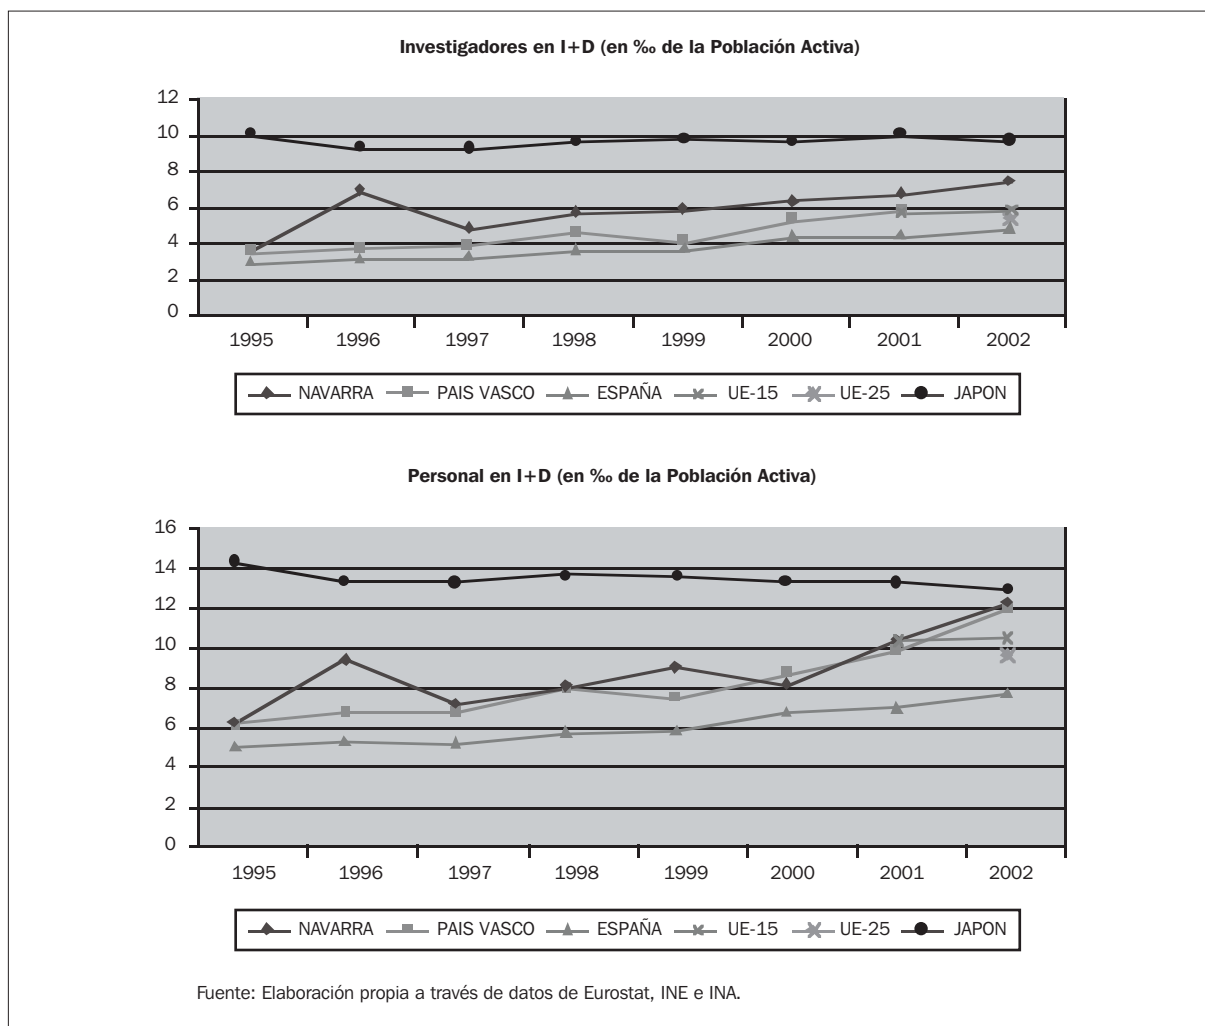 Investigadores en I+D (en ‰ de la Población Activa)
12
10
8
6
4
2
0
1995 1996 1997 1998 1999 2000 2001 2002
NAVARRA PAIS VASCO ESPAÑA UE-15 UE-25 JAPON
Personal en I+D (en ‰ de la Población Activa)
16
14
12
10
8
6
4
2
0
1995 1996 1997 1998 1999 2000 2001 2002
NAVARRA PAIS VASCO ESPAÑA UE-15 UE-25 JAPON
Fuente: Elaboración propia a través de datos de Eurostat, INE e INA.